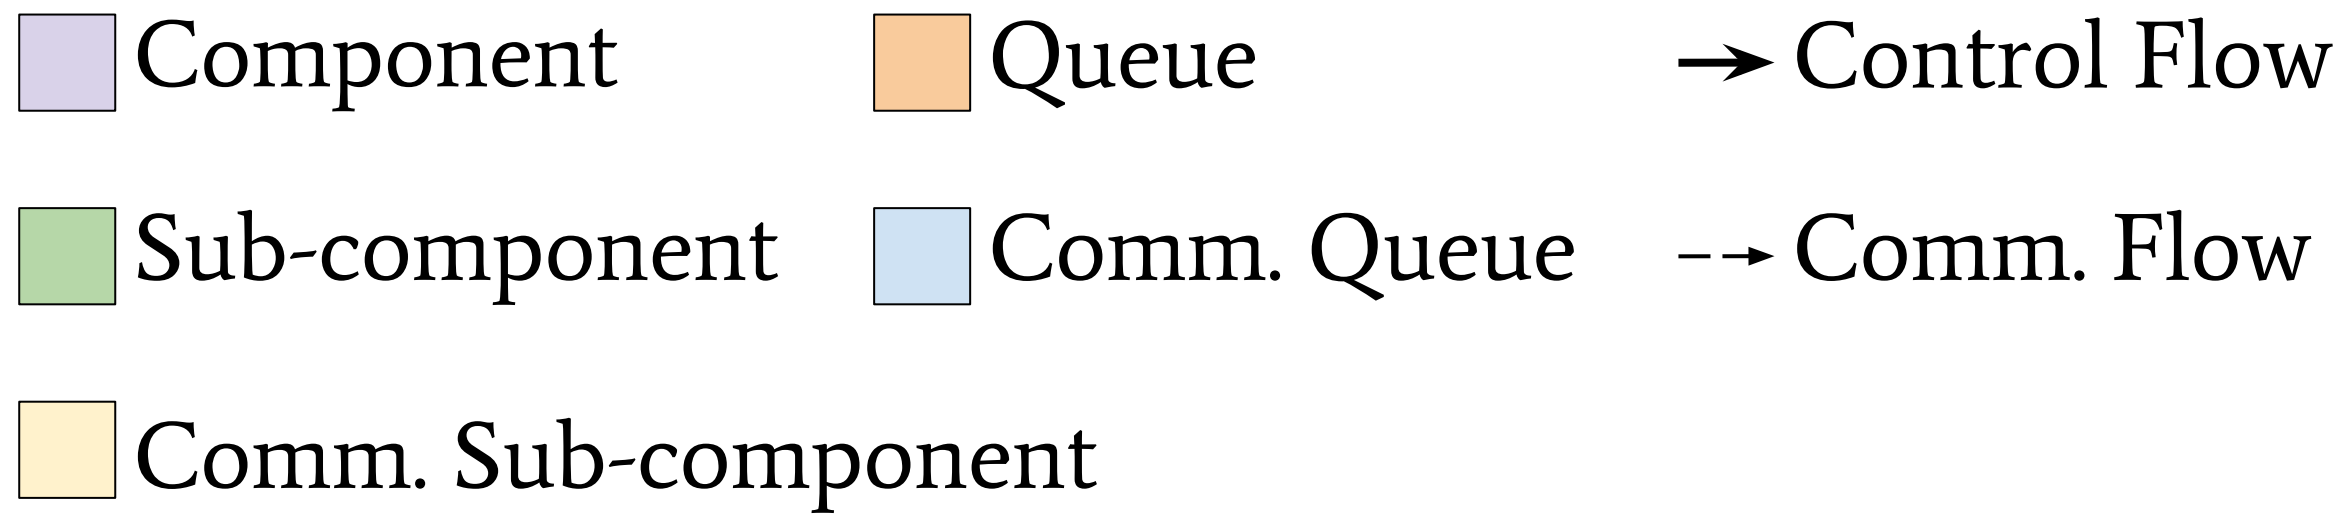 Component
Queue
Control Flow
Sub-component
Comm. Queue
Comm. Flow
Comm. Sub-component